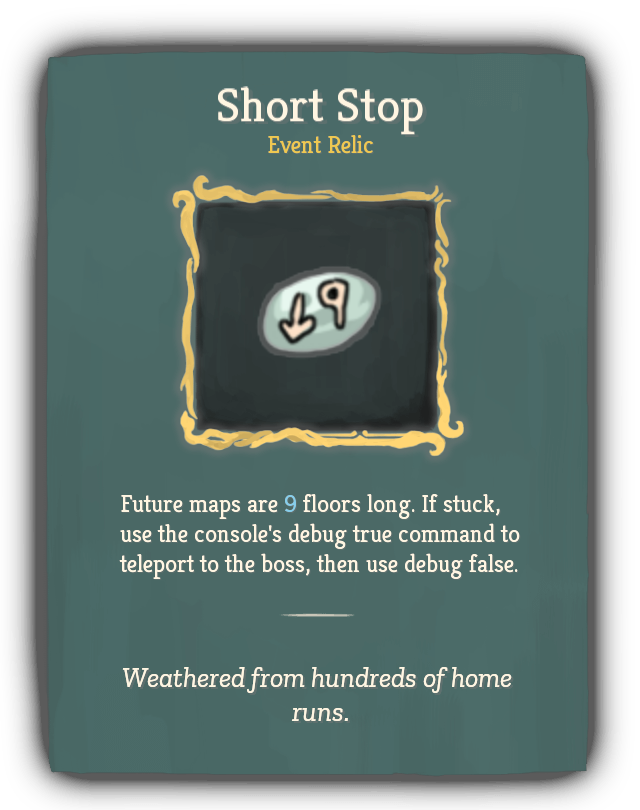 Short Stop
Event Relic
9
Future maps are 9 floors long. If stuck,
use the console's debug true command to
teleport to the boss, then use debug false.
Weathered from hundreds of home
runs.